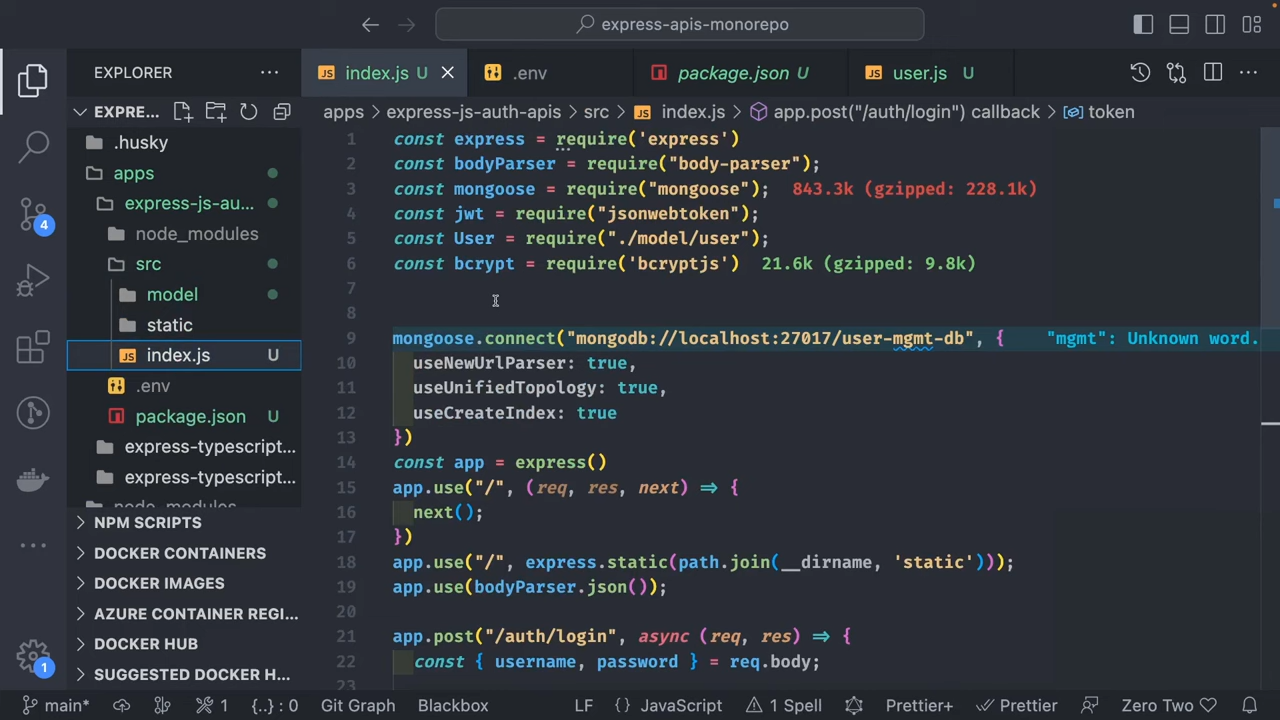 express-apis-monorepo
EXPLORER
index.js U
.env
package.json U
user.js U
EXPRE...
apps > express-js-auth-apis > src > index.js > app.post("/auth/login") callback > token
.husky
apps
express-js-au...
node_modules
src
model
static
index.js U
.env
package.json U
express-typescript...
express-typescript...
node_modules
NPM SCRIPTS
DOCKER CONTAINERS
DOCKER IMAGES
AZURE CONTAINER REGI...
DOCKER HUB
SUGGESTED DOCKER H...
4
1
1 const express = require('express')
2 const bodyParser = require("body-parser");
3 const mongoose = require("mongoose"); 843.3k (gzipped: 228.1k)
4 const jwt = require("jsonwebtoken");
5 const User = require("./model/user");
6 const bcrypt = require('bcryptjs') 21.6k (gzipped: 9.8k)
7
8
9 mongoose.connect("mongodb://localhost:27017/user-mgmt-db", { "mgmt": Unknown word.
10 useNewUrlParser: true,
11 useUnifiedTopology: true,
12 useCreateIndex: true
13 })
14 const app = express()
15 app.use("/", (req, res, next) => {
16 next();
17 })
18 app.use("/", express.static(path.join(__dirname, 'static')));
19 app.use(bodyParser.json());
20
21 app.post("/auth/login", async (req, res) => {
22 const { username, password } = req.body;
23
main* 1 {..} : 0 Git Graph Blackbox LF {} JavaScript 1 Spell Prettier+ Prettier Zero Two